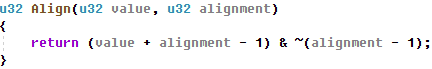 u32 Align(u32 value, u32 alignment)
{
    return (value + alignment - 1) & ~(alignment - 1);
}